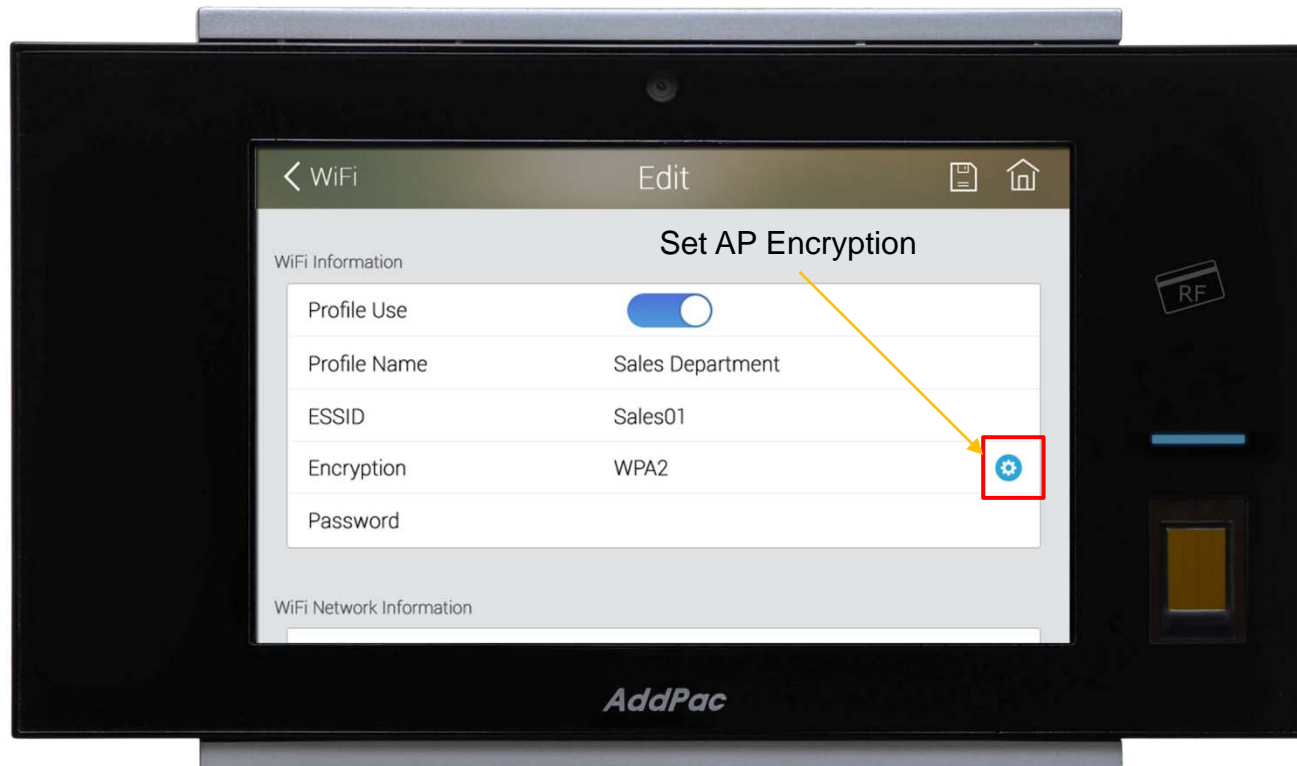 WiFi
Edit
Set AP Encryption
WiFi Information
Profile Use
Profile Name Sales Department
ESSID Sales01
Encryption WPA2
Password
WiFi Network Information
RF
AddPac